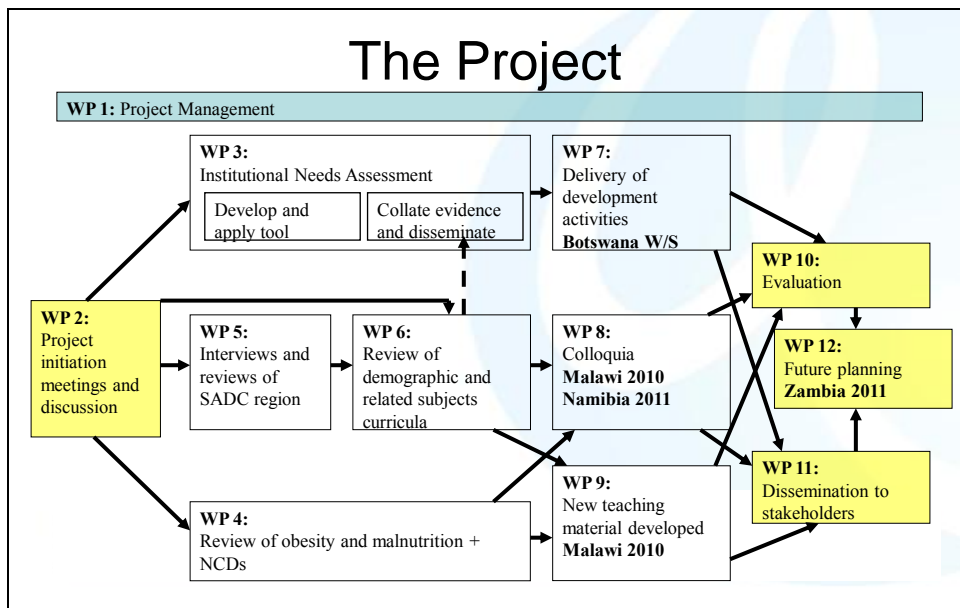 The Project
WP 1: Project Management
WP 3:
Institutional Needs Assessment
Develop and
apply tool
Collate evidence
and disseminate
WP 7:
Delivery of
development
activities
Botswana W/S
WP 10:
Evaluation
WP 2:
Project
initiation
meetings and
discussion
WP 5:
Interviews and
reviews of
SADC region
WP 6:
Review of
demographic and
related subjects
curricula
WP 8:
Colloquia
Malawi 2010
Namibia 2011
WP 12:
Future planning
Zambia 2011
WP 4:
Review of obesity and malnutrition +
NCDs
WP 9:
New teaching
material developed
Malawi 2010
WP 11:
Dissemination to
stakeholders